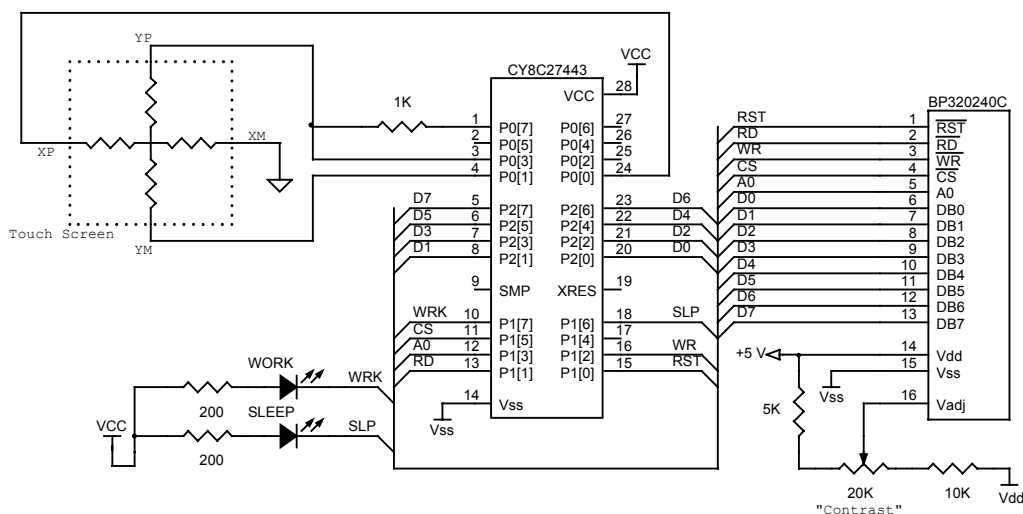 YP
XP
XM
YM
Touch Screen
1K
CY8C27443
VCC
VCC 28
1 P0[7] P0[6] 27
2 P0[5] P0[4] 26
3 P0[3] P0[2] 25
4 P0[1] P0[0] 24
D7 5 P2[7] P2[6] 23 D6
D5 6 P2[5] P2[4] 22 D4
D3 7 P2[3] P2[2] 21 D2
D1 8 P2[1] P2[0] 20 D0
9 SMP XRES 19
WRK 10 P1[7] P1[6] 18 SLP
CS 11 P1[5] P1[4] 17
A0 12 P1[3] P1[2] 16 WR
RD 13 P1[1] P1[0] 15 RST
14 Vss
Vss
WORK
WRK
200
SLEEP
SLP
200
VCC
BP320240C
RST 1 RST
RD 2 RD
WR 3 WR
CS 4 CS
A0 5 A0
D0 6 DB0
D1 7 DB1
D2 8 DB2
D3 9 DB3
D4 10 DB4
D5 11 DB5
D6 12 DB6
D7 13 DB7
+5 V 14 Vdd
15 Vss
Vss
16 Vadj
5K
20K
"Contrast"
10K
Vdd